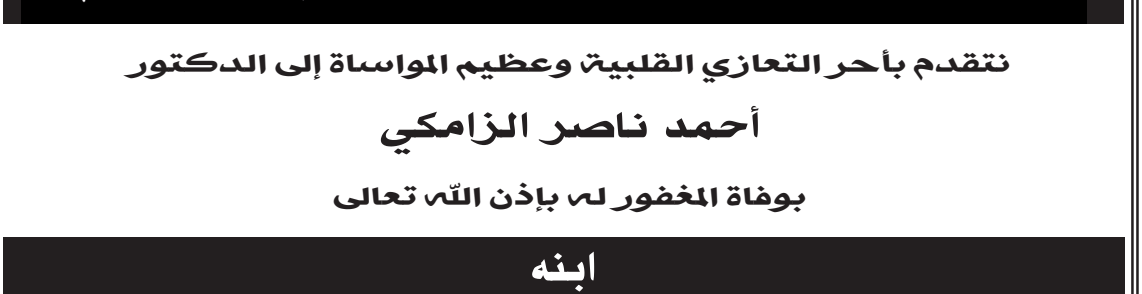 نتقدم بأحر التعازي القلبية وعظيم المواساة إلى الدكتور
أحمد ناصر الزامكي
بوفاة المغفور له بإذن الله تعالى
ابنه